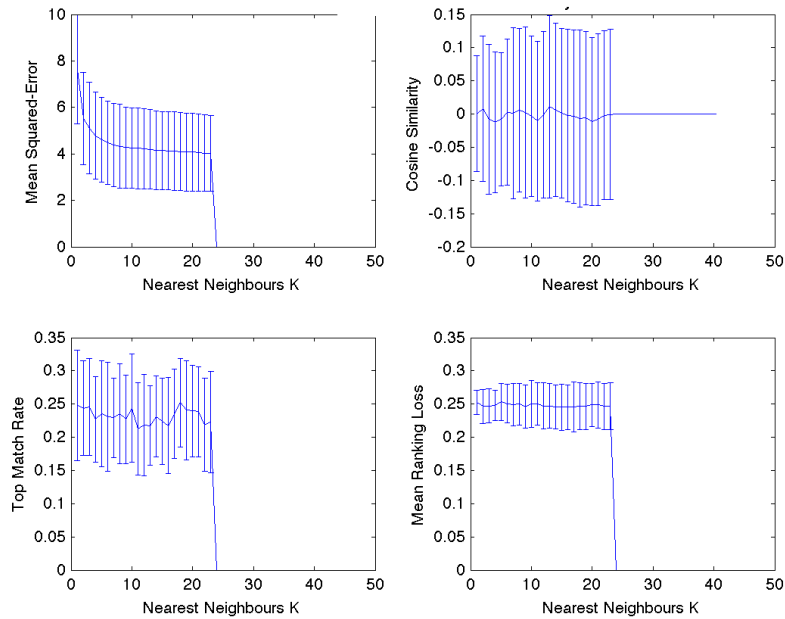 10
8
6
4
2
0
Mean Squared-Error
0 10 20 30 40 50
Nearest Neighbours K
0.15
0.1
0.05
0
-0.05
-0.1
-0.15
-0.2
Cosine Similarity
0 10 20 30 40 50
Nearest Neighbours K
0.35
0.3
0.25
0.2
0.15
0.1
0.05
0
Top Match Rate
0 10 20 30 40 50
Nearest Neighbours K
0.35
0.3
0.25
0.2
0.15
0.1
0.05
0
Mean Ranking Loss
0 10 20 30 40 50
Nearest Neighbours K